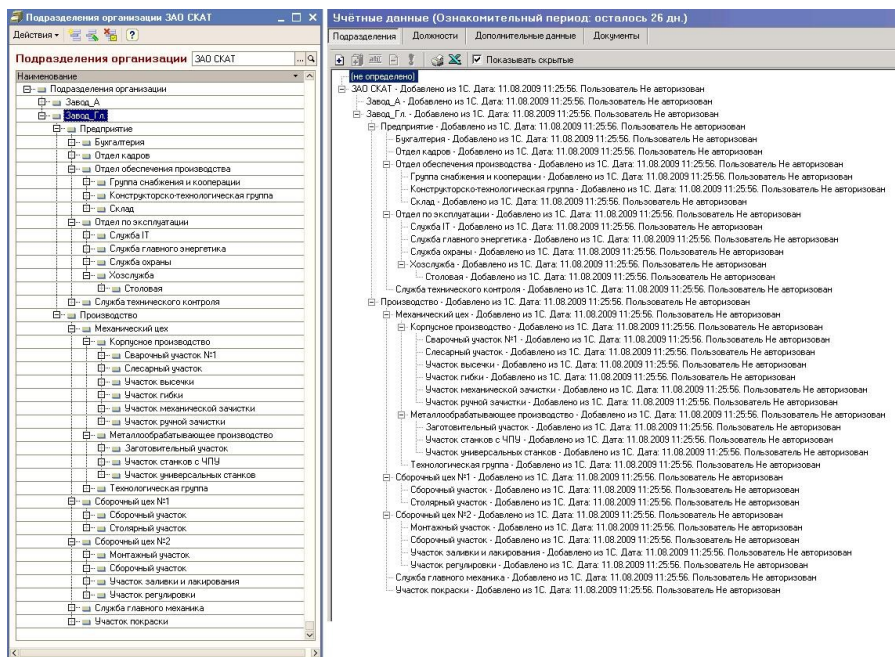 Подразделения организации ЗАО СКАТ
Действия
Подразделения организации ЗАО СКАТ
Наименование
Подразделения организации
Завод_А
Завод_Гл.
Предприятие
Бухгалтерия
Отдел кадров
Отдел обеспечения производства
Группа снабжения и кооперации
Конструкторско-технологическая группа
Склад
Отдел по эксплуатации
Служба IT
Служба главного энергетика
Служба охраны
Хозслужба
Столовая
Служба технического контроля
Производство
Механический цех
Корпусное производство
Сварочный участок №1
Слесарный участок
Участок высечки
Участок гибки
Участок механической зачистки
Участок ручной зачистки
Металлообрабатывающее производство
Заготовительный участок
Участок станков с ЧПУ
Участок универсальных станков
Технологическая группа
Сборочный цех №1
Сборочный участок
Столярный участок
Сборочный цех №2
Монтажный участок
Сборочный участок
Участок заливки и лакирования
Участок регулировки
Служба главного механика
Участок покраски
Учётные данные (Ознакомительный период: осталось 26 дн.)
Подразделения Должности Дополнительные данные Документы
Показывать скрытые
(не определено)
ЗАО СКАТ - Добавлено из 1С. Дата: 11.08.2009 11:25:56. Пользователь Не авторизован
Завод_А - Добавлено из 1С. Дата: 11.08.2009 11:25:56. Пользователь Не авторизован
Завод_Гл. - Добавлено из 1С. Дата: 11.08.2009 11:25:56. Пользователь Не авторизован
Предприятие - Добавлено из 1С. Дата: 11.08.2009 11:25:56. Пользователь Не авторизован
Бухгалтерия - Добавлено из 1С. Дата: 11.08.2009 11:25:56. Пользователь Не авторизован
Отдел кадров - Добавлено из 1С. Дата: 11.08.2009 11:25:56. Пользователь Не авторизован
Отдел обеспечения производства - Добавлено из 1С. Дата: 11.08.2009 11:25:56. Пользователь Не авторизован
Группа снабжения и кооперации - Добавлено из 1С. Дата: 11.08.2009 11:25:56. Пользователь Не авторизован
Конструкторско-технологическая группа - Добавлено из 1С. Дата: 11.08.2009 11:25:56. Пользователь Не авторизован
Склад - Добавлено из 1С. Дата: 11.08.2009 11:25:56. Пользователь Не авторизован
Отдел по эксплуатации - Добавлено из 1С. Дата: 11.08.2009 11:25:56. Пользователь Не авторизован
Служба IT - Добавлено из 1С. Дата: 11.08.2009 11:25:56. Пользователь Не авторизован
Служба главного энергетика - Добавлено из 1С. Дата: 11.08.2009 11:25:56. Пользователь Не авторизован
Служба охраны - Добавлено из 1С. Дата: 11.08.2009 11:25:56. Пользователь Не авторизован
Хозслужба - Добавлено из 1С. Дата: 11.08.2009 11:25:56. Пользователь Не авторизован
Столовая - Добавлено из 1С. Дата: 11.08.2009 11:25:56. Пользователь Не авторизован
Служба технического контроля - Добавлено из 1С. Дата: 11.08.2009 11:25:56. Пользователь Не авторизован
Производство - Добавлено из 1С. Дата: 11.08.2009 11:25:56. Пользователь Не авторизован
Механический цех - Добавлено из 1С. Дата: 11.08.2009 11:25:56. Пользователь Не авторизован
Корпусное производство - Добавлено из 1С. Дата: 11.08.2009 11:25:56. Пользователь Не авторизован
Сварочный участок №1 - Добавлено из 1С. Дата: 11.08.2009 11:25:56. Пользователь Не авторизован
Слесарный участок - Добавлено из 1С. Дата: 11.08.2009 11:25:56. Пользователь Не авторизован
Участок высечки - Добавлено из 1С. Дата: 11.08.2009 11:25:56. Пользователь Не авторизован
Участок гибки - Добавлено из 1С. Дата: 11.08.2009 11:25:56. Пользователь Не авторизован
Участок механической зачистки - Добавлено из 1С. Дата: 11.08.2009 11:25:56. Пользователь Не авторизован
Участок ручной зачистки - Добавлено из 1С. Дата: 11.08.2009 11:25:56. Пользователь Не авторизован
Металлообрабатывающее производство - Добавлено из 1С. Дата: 11.08.2009 11:25:56. Пользователь Не авторизован
Заготовительный участок - Добавлено из 1С. Дата: 11.08.2009 11:25:56. Пользователь Не авторизован
Участок станков с ЧПУ - Добавлено из 1С. Дата: 11.08.2009 11:25:56. Пользователь Не авторизован
Участок универсальных станков - Добавлено из 1С. Дата: 11.08.2009 11:25:56. Пользователь Не авторизован
Технологическая группа - Добавлено из 1С. Дата: 11.08.2009 11:25:56. Пользователь Не авторизован
Сборочный цех №1 - Добавлено из 1С. Дата: 11.08.2009 11:25:56. Пользователь Не авторизован
Сборочный участок - Добавлено из 1С. Дата: 11.08.2009 11:25:56. Пользователь Не авторизован
Столярный участок - Добавлено из 1С. Дата: 11.08.2009 11:25:56. Пользователь Не авторизован
Сборочный цех №2 - Добавлено из 1С. Дата: 11.08.2009 11:25:56. Пользователь Не авторизован
Монтажный участок - Добавлено из 1С. Дата: 11.08.2009 11:25:56. Пользователь Не авторизован
Сборочный участок - Добавлено из 1С. Дата: 11.08.2009 11:25:56. Пользователь Не авторизован
Участок заливки и лакирования - Добавлено из 1С. Дата: 11.08.2009 11:25:56. Пользователь Не авторизован
Участок регулировки - Добавлено из 1С. Дата: 11.08.2009 11:25:56. Пользователь Не авторизован
Служба главного механика - Добавлено из 1С. Дата: 11.08.2009 11:25:56. Пользователь Не авторизован
Участок покраски - Добавлено из 1С. Дата: 11.08.2009 11:25:56. Пользователь Не авторизован